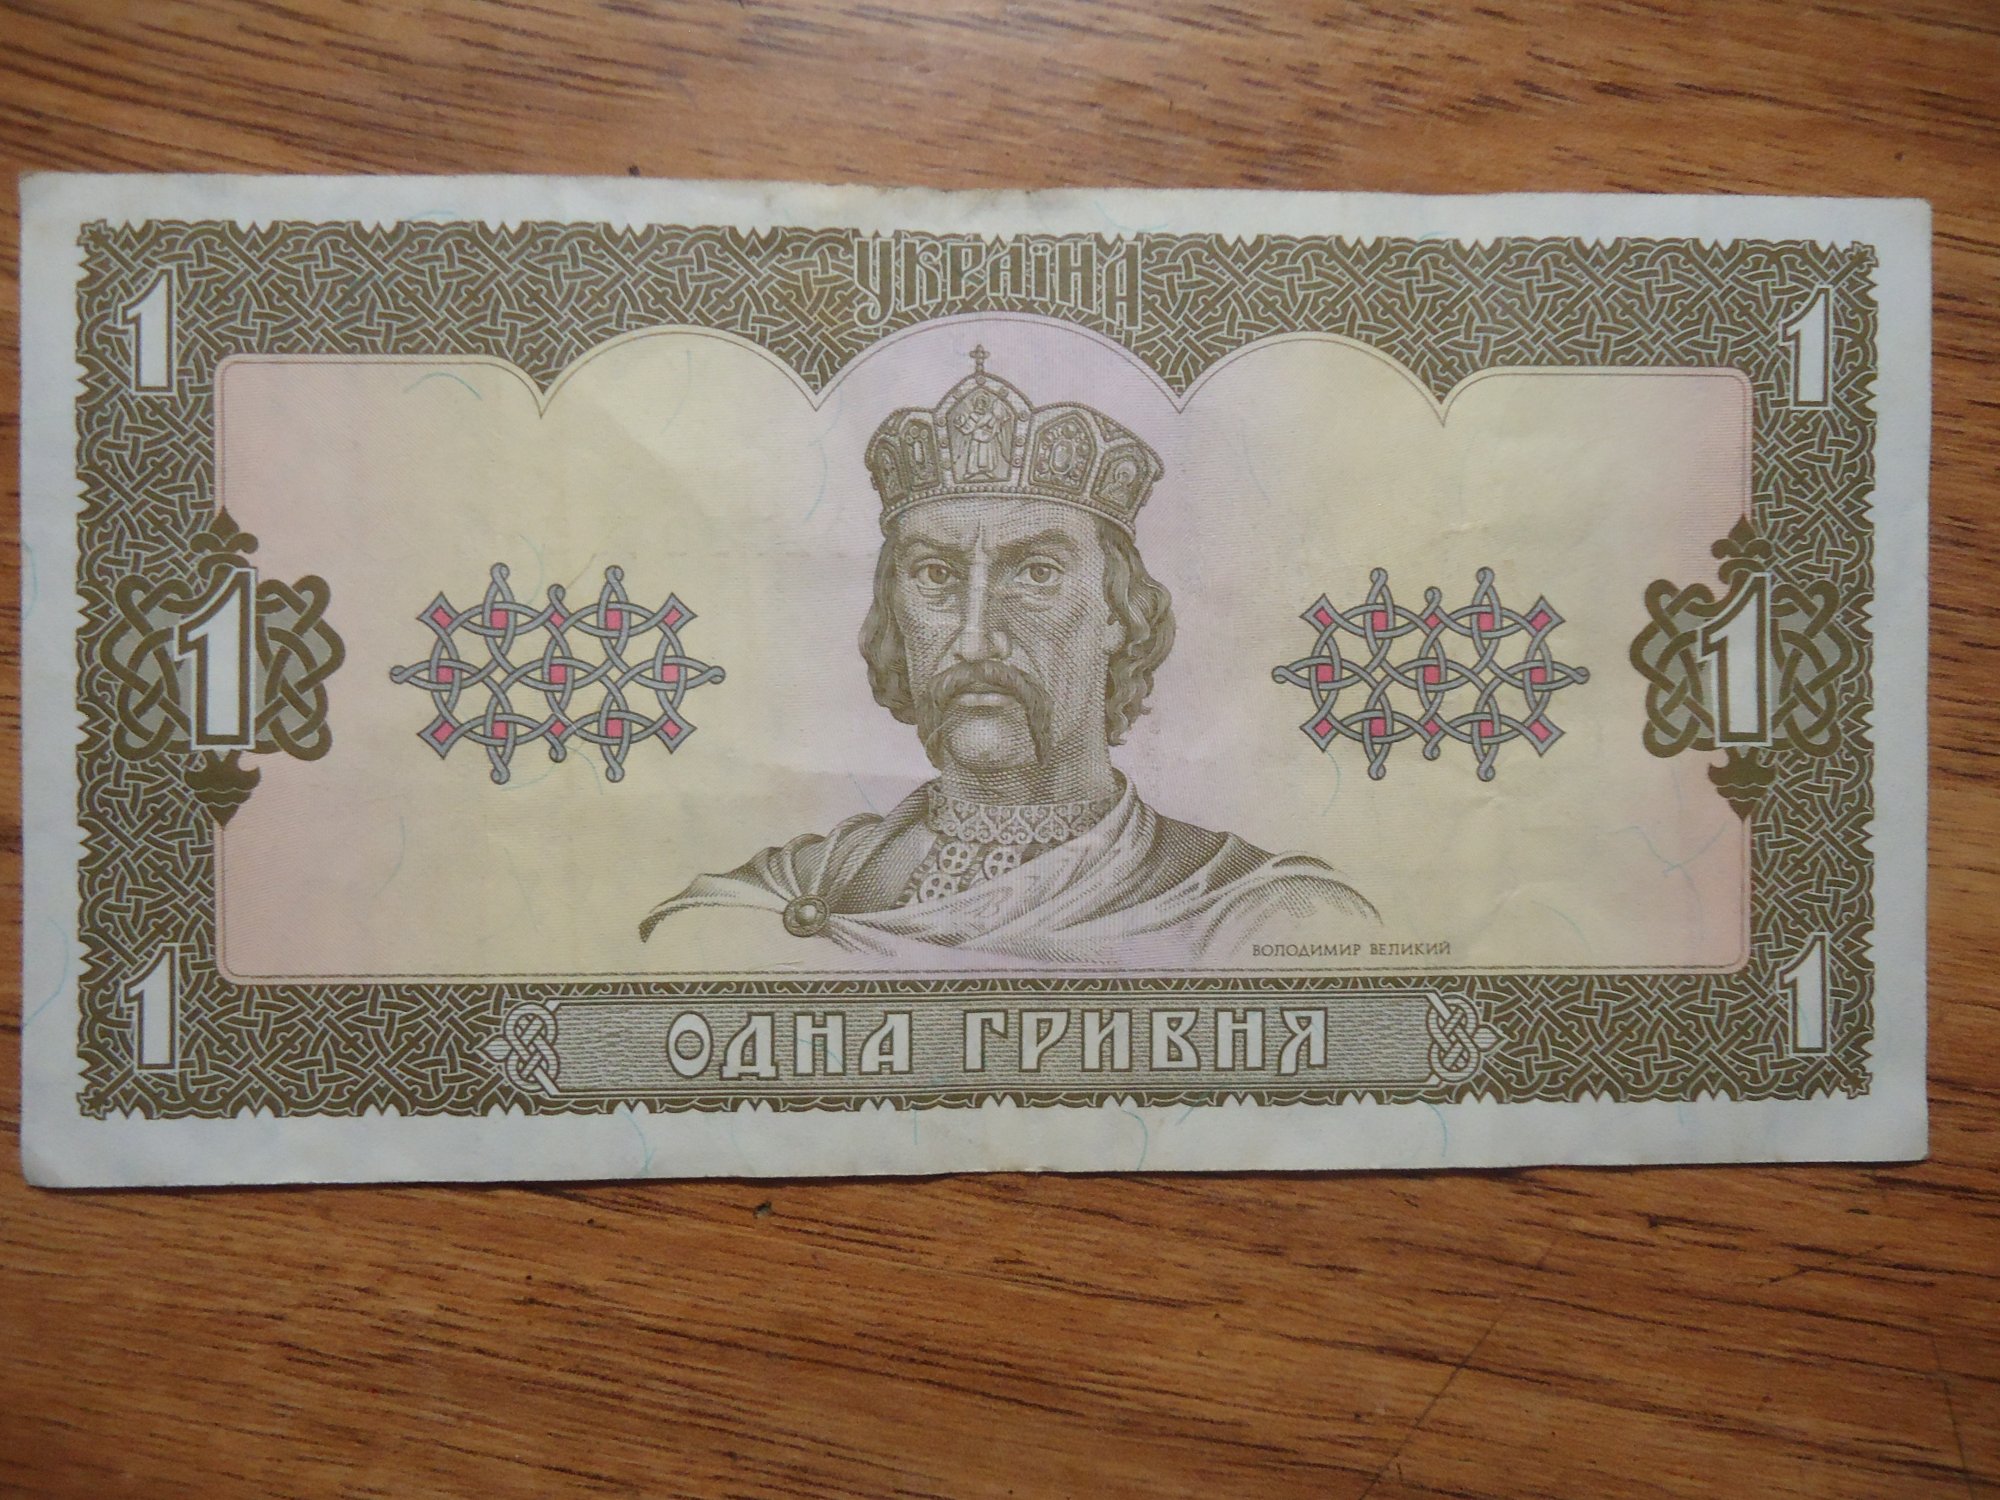 УКРАЇНА
1 1
1 1
ВОЛОДИМИР ВЕЛИКИЙ
1 1
ОДНА ГРИВНЯ